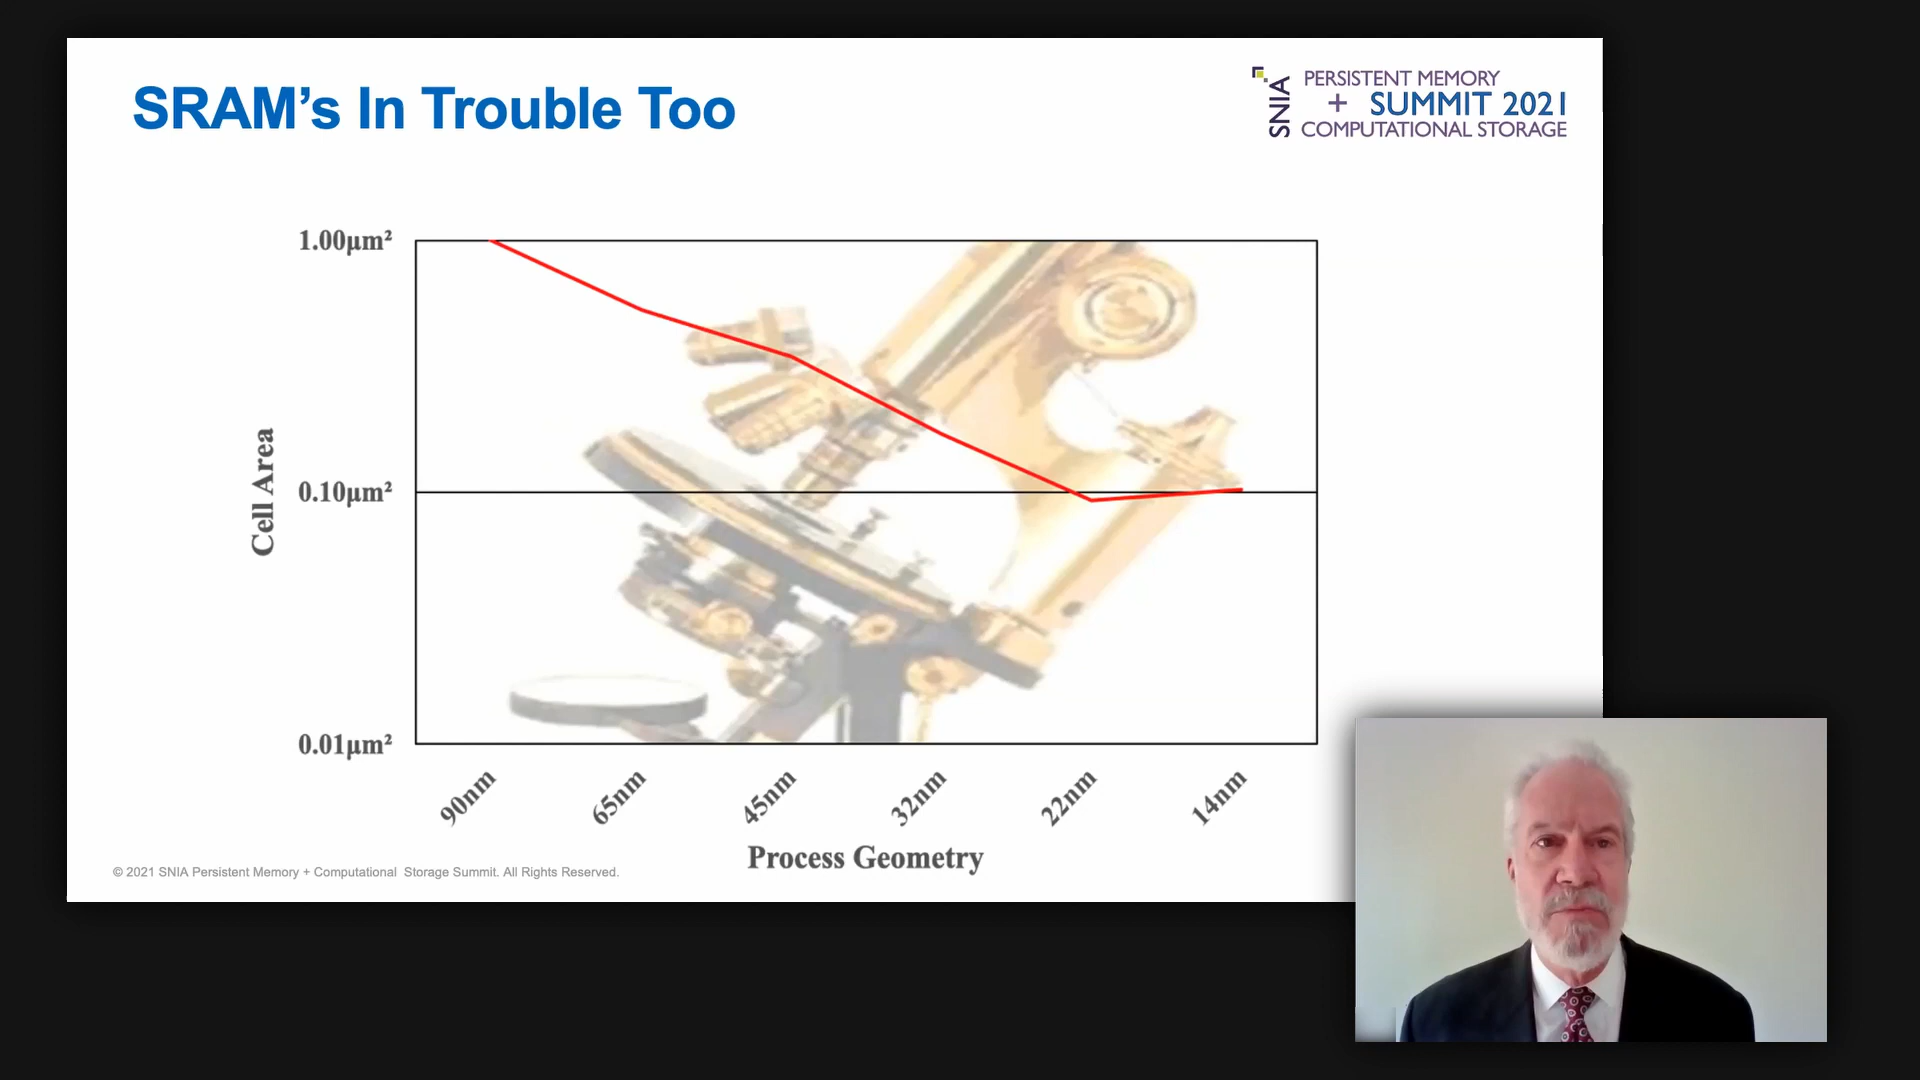 SRAM’s In Trouble Too
SNIA
PERSISTENT MEMORY
+ SUMMIT 2021
COMPUTATIONAL STORAGE
1.00µm²
0.10µm²
0.01µm²
Cell Area
90nm
65nm
45nm
32nm
22nm
14nm
Process Geometry
© 2021 SNIA Persistent Memory + Computational Storage Summit. All Rights Reserved.